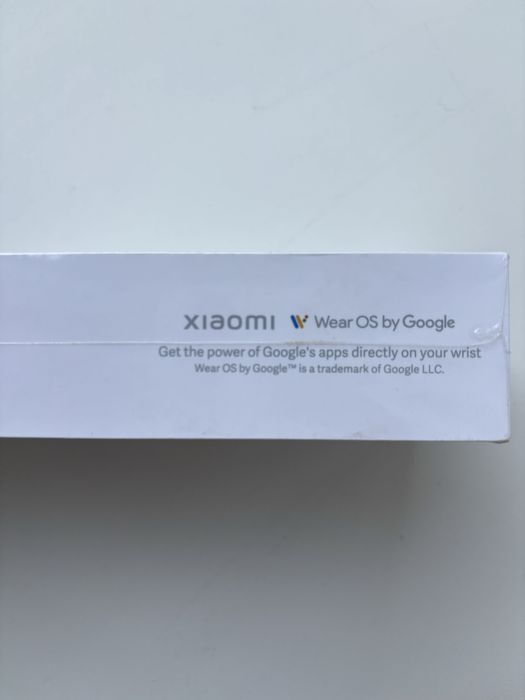 xiaomi Wear OS by Google
Get the power of Google's apps directly on your wrist
Wear OS by Google™ is a trademark of Google LLC.